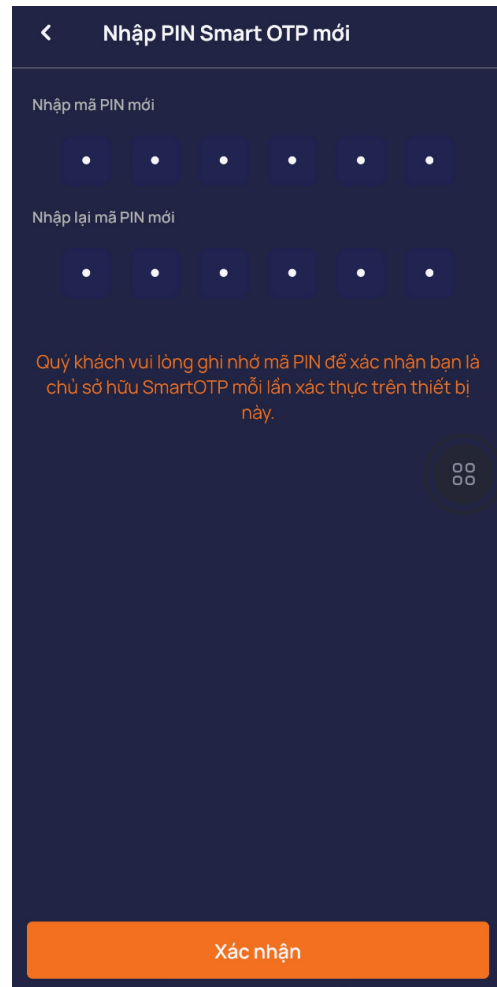 Nhập PIN Smart OTP mới
Nhập mã PIN mới
Nhập lại mã PIN mới
Quý khách vui lòng ghi nhớ mã PIN để xác nhận bạn là
chủ sở hữu SmartOTP mỗi lần xác thực trên thiết bị
này.
Xác nhận